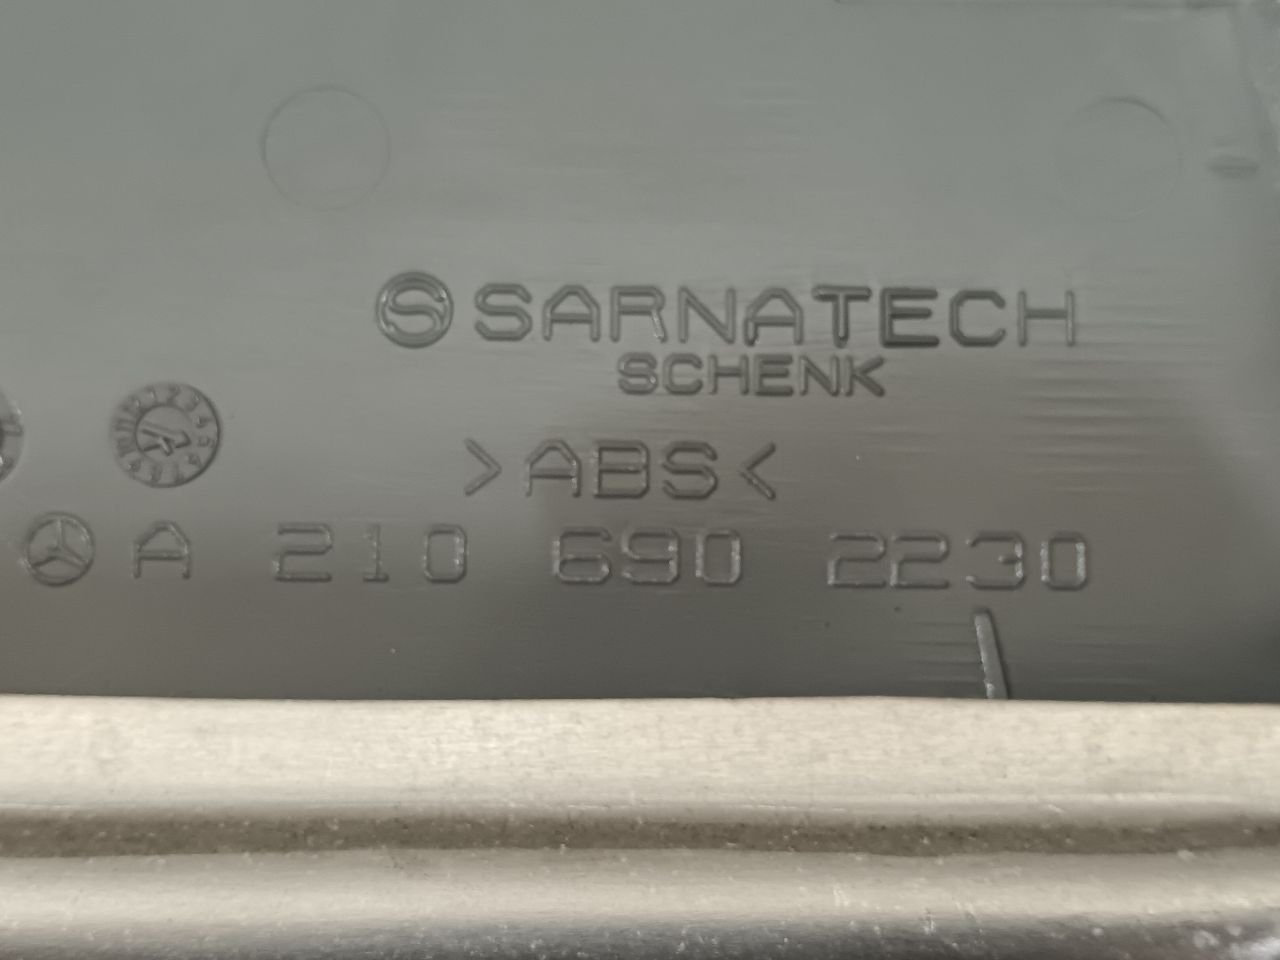 SARNATECH
SCHENK
>ABS<
A 210 690 2230